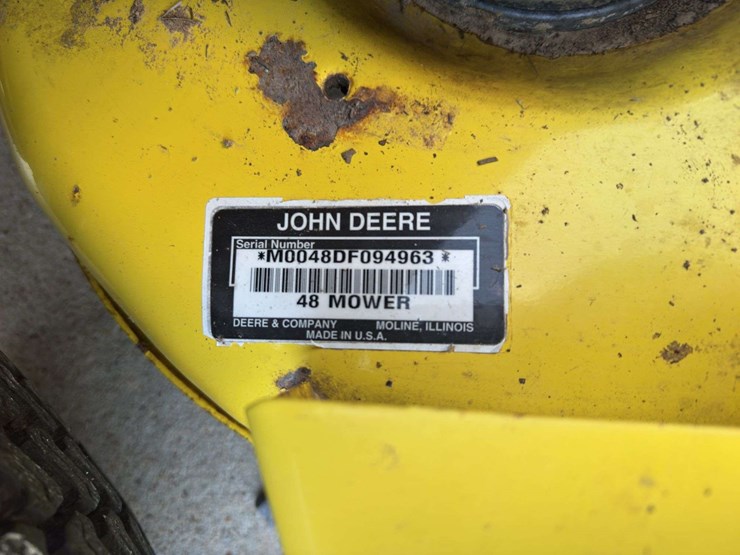 JOHN DEERE
Serial Number
*M0048DF094963*
48 MOWER
DEERE & COMPANY MOLINE, ILLINOIS
MADE IN U.S.A.